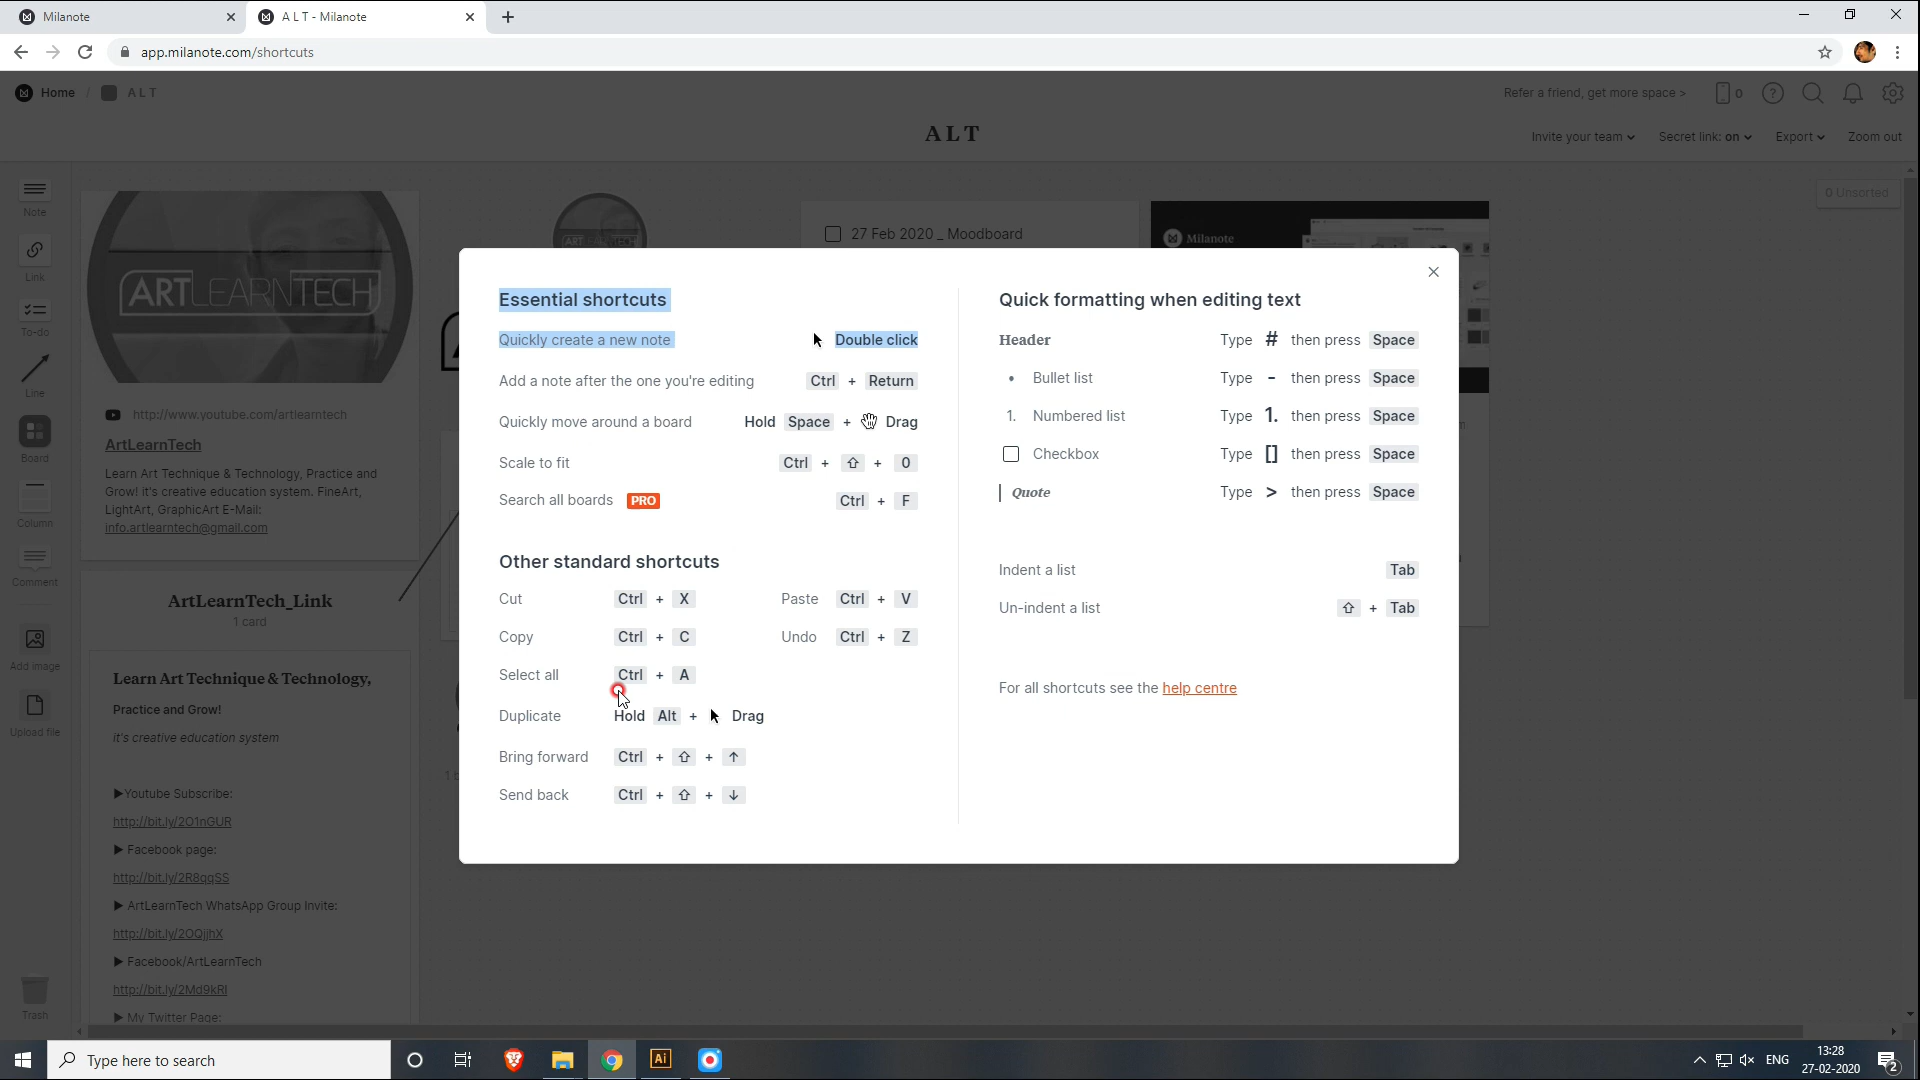 Milanote
A L T - Milanote
app.milanote.com/shortcuts
Home / A L T
Refer a friend, get more space >
0
A L T
Invite your team
Secret link: on
Export
Zoom out
0 Unsorted
Note
Link
To-do
Line
Board
Column
Comment
Add image
Upload file
Trash
ARTLEARNTECH
http://www.youtube.com/artlearntech
ArtLearnTech
Learn Art Technique & Technology, Practice and
Grow! it's creative education system. FineArt,
LightArt, GraphicArt E-Mail:
info.artlearntech@gmail.com
ArtLearnTech_Link
1 card
Learn Art Technique & Technology,
Practice and Grow!
it's creative education system
▶Youtube Subscribe:
http://bit.ly/2O1nGUR
▶ Facebook page:
http://bit.ly/2R8qqSS
▶ ArtLearnTech WhatsApp Group Invite:
http://bit.ly/2OQjjhX
▶ Facebook/ArtLearnTech
http://bit.ly/2Md9kRI
▶ My Twitter Page:
27 Feb 2020 _ Moodboard
Milanote
Essential shortcuts
Quickly create a new note Double click
Add a note after the one you're editing Ctrl + Return
Quickly move around a board Hold Space + Drag
Scale to fit Ctrl + ⇧ + 0
Search all boards PRO Ctrl + F
Other standard shortcuts
Cut Ctrl + X Paste Ctrl + V
Copy Ctrl + C Undo Ctrl + Z
Select all Ctrl + A
Duplicate Hold Alt + Drag
Bring forward Ctrl + ⇧ + ↑
Send back Ctrl + ⇧ + ↓
Quick formatting when editing text
Header Type # then press Space
• Bullet list Type - then press Space
1. Numbered list Type 1. then press Space
Checkbox Type [] then press Space
Quote Type > then press Space
Indent a list Tab
Un-indent a list ⇧ + Tab
For all shortcuts see the help centre
Type here to search
Ai
ENG
13:28
27-02-2020
2